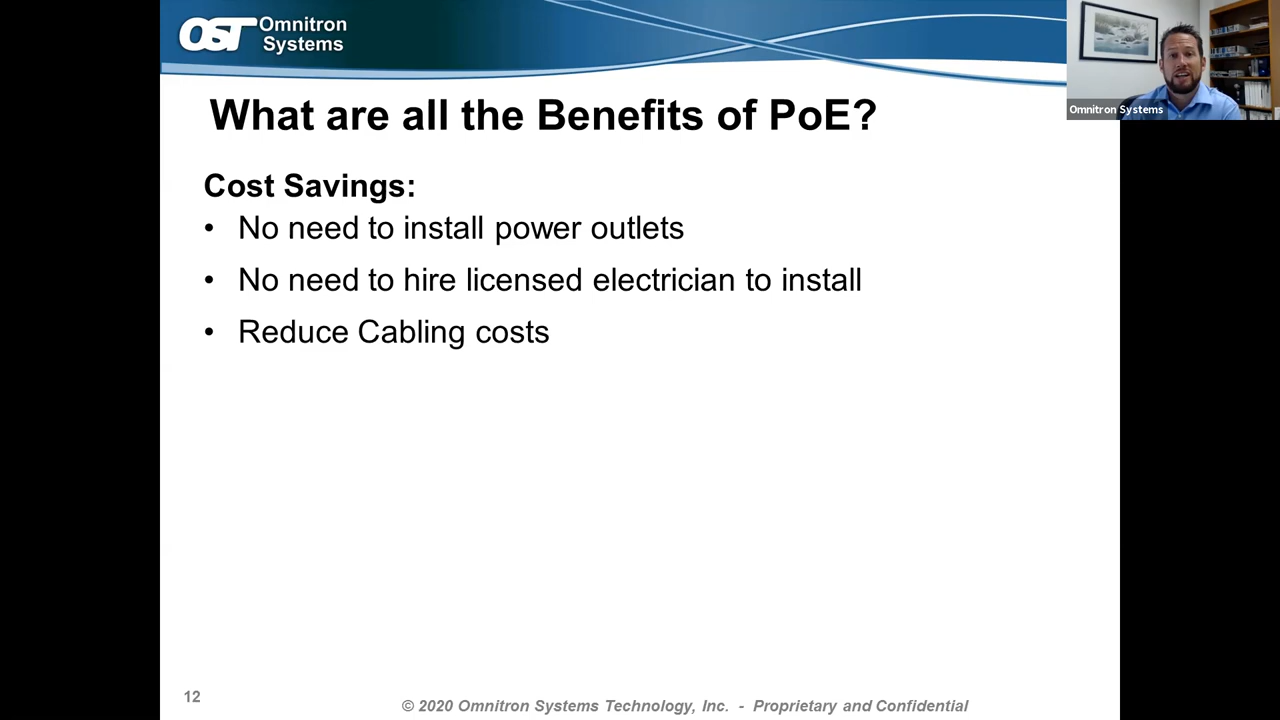 OST Omnitron
Systems
Omnitron Systems
What are all the Benefits of PoE?
Cost Savings:
• No need to install power outlets
• No need to hire licensed electrician to install
• Reduce Cabling costs
12
© 2020 Omnitron Systems Technology, Inc. - Proprietary and Confidential